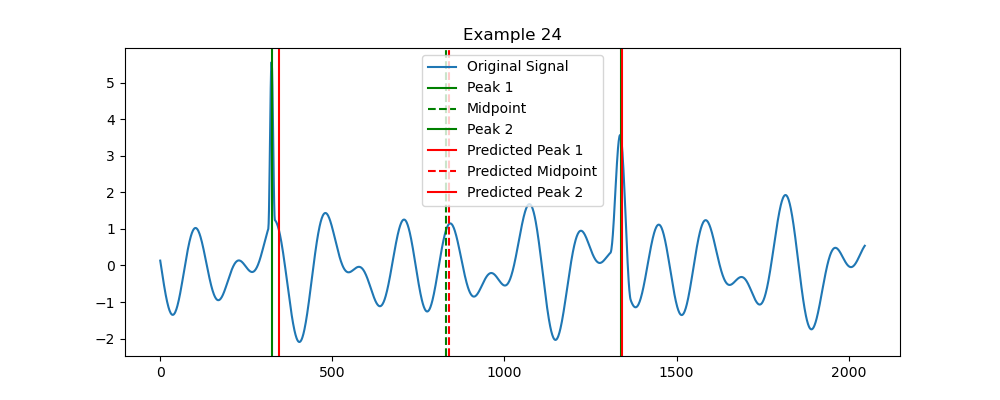 Example 24
Original Signal
Peak 1
Midpoint
Peak 2
Predicted Peak 1
Predicted Midpoint
Predicted Peak 2
5
4
3
2
1
0
−1
−2
0 500 1000 1500 2000